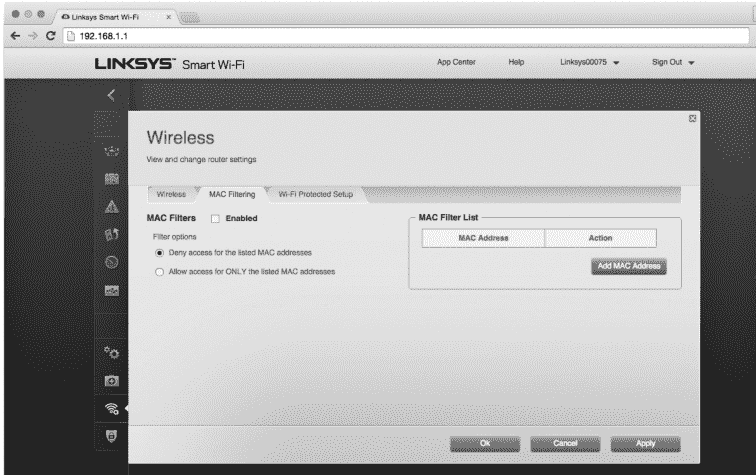 Linksys Smart Wi-Fi
192.168.1.1
LINKSYS™ Smart Wi-Fi
App Center Help Linksys00075 Sign Out
Wireless
View and change router settings
Wireless MAC Filtering Wi-Fi Protected Setup
MAC Filters Enabled
Filter options
Deny access for the listed MAC addresses
Allow access for ONLY the listed MAC addresses
MAC Filter List
MAC Address Action
Add MAC Address
Ok Cancel Apply